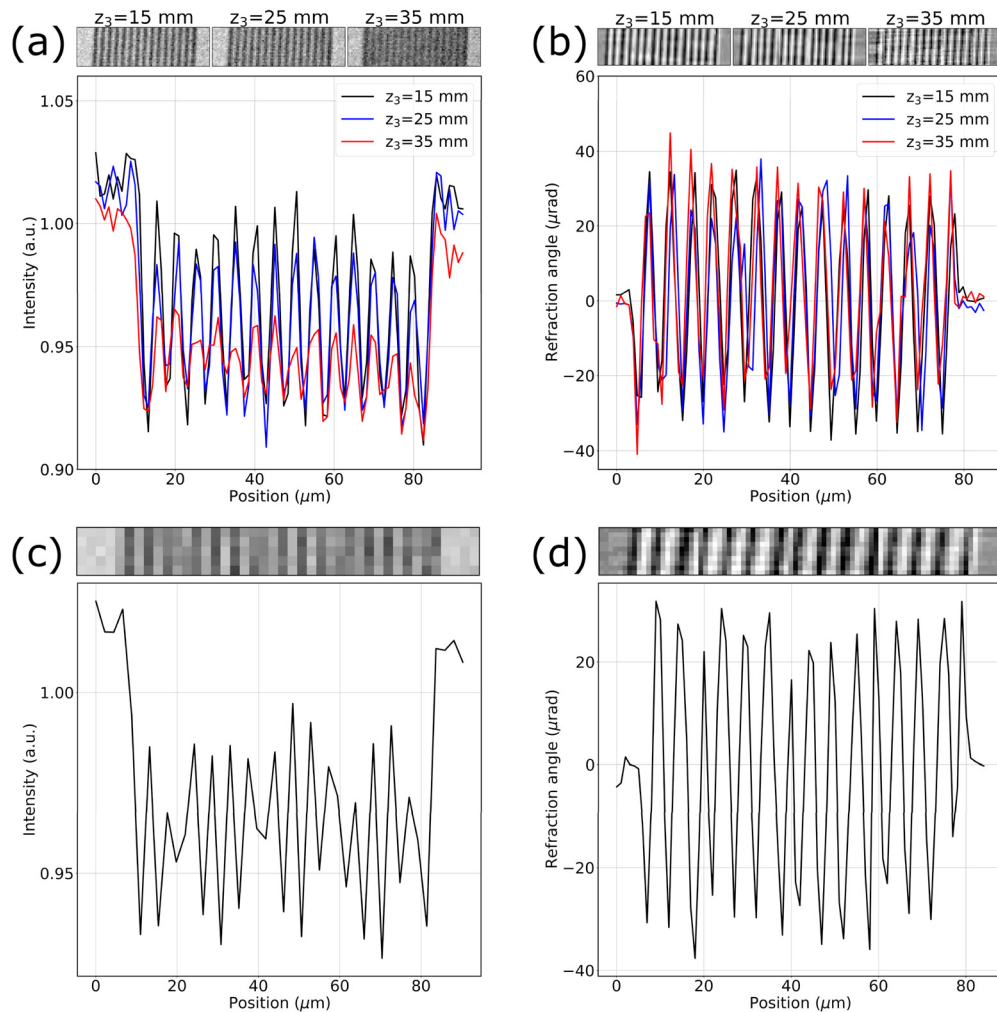 (a)
z₃=15 mm z₃=25 mm z₃=35 mm
1.05
1.00
0.95
0.90
Intensity (a.u.)
z₃=15 mm
z₃=25 mm
z₃=35 mm
0 20 40 60 80
Position (μm)
(b)
z₃=15 mm z₃=25 mm z₃=35 mm
60
40
20
0
−20
−40
Refraction angle (μrad)
z₃=15 mm
z₃=25 mm
z₃=35 mm
0 20 40 60 80
Position (μm)
(c)
1.00
0.95
Intensity (a.u.)
0 20 40 60 80
Position (μm)
(d)
20
0
−20
−40
Refraction angle (μrad)
0 20 40 60 80
Position (μm)